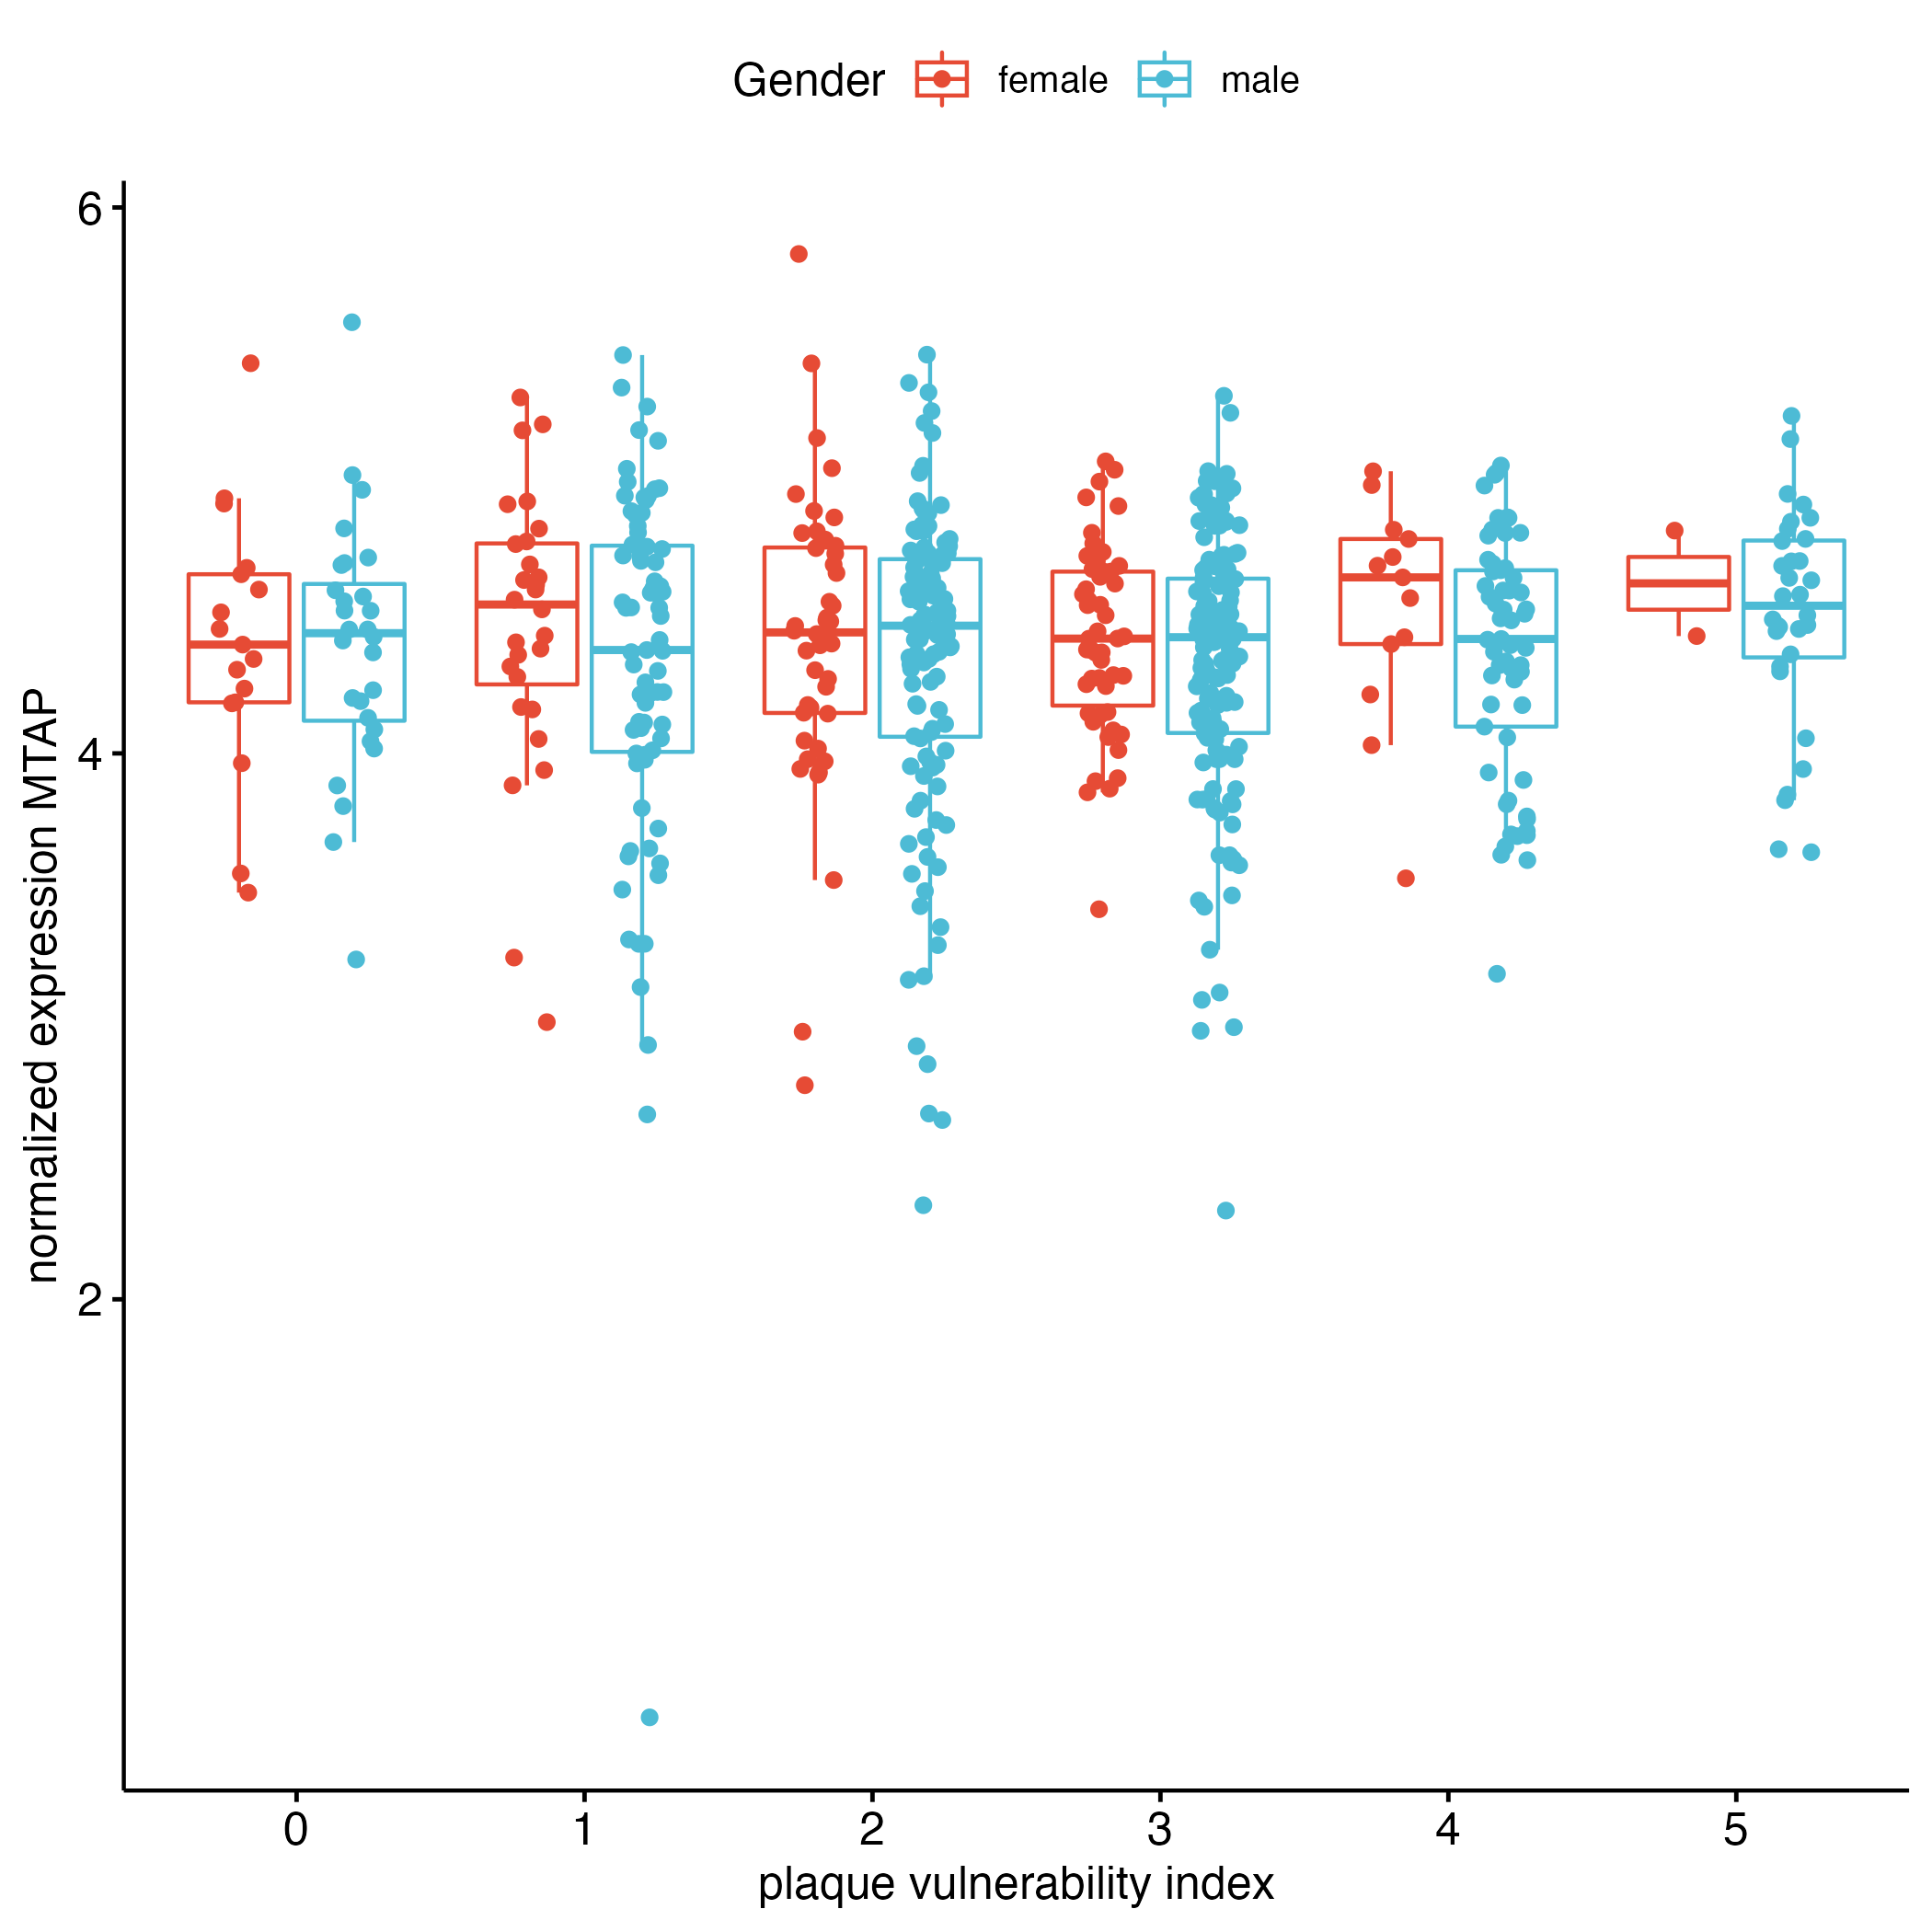 Gender female male
6
4
2
normalized expression MTAP
0 1 2 3 4 5
plaque vulnerability index